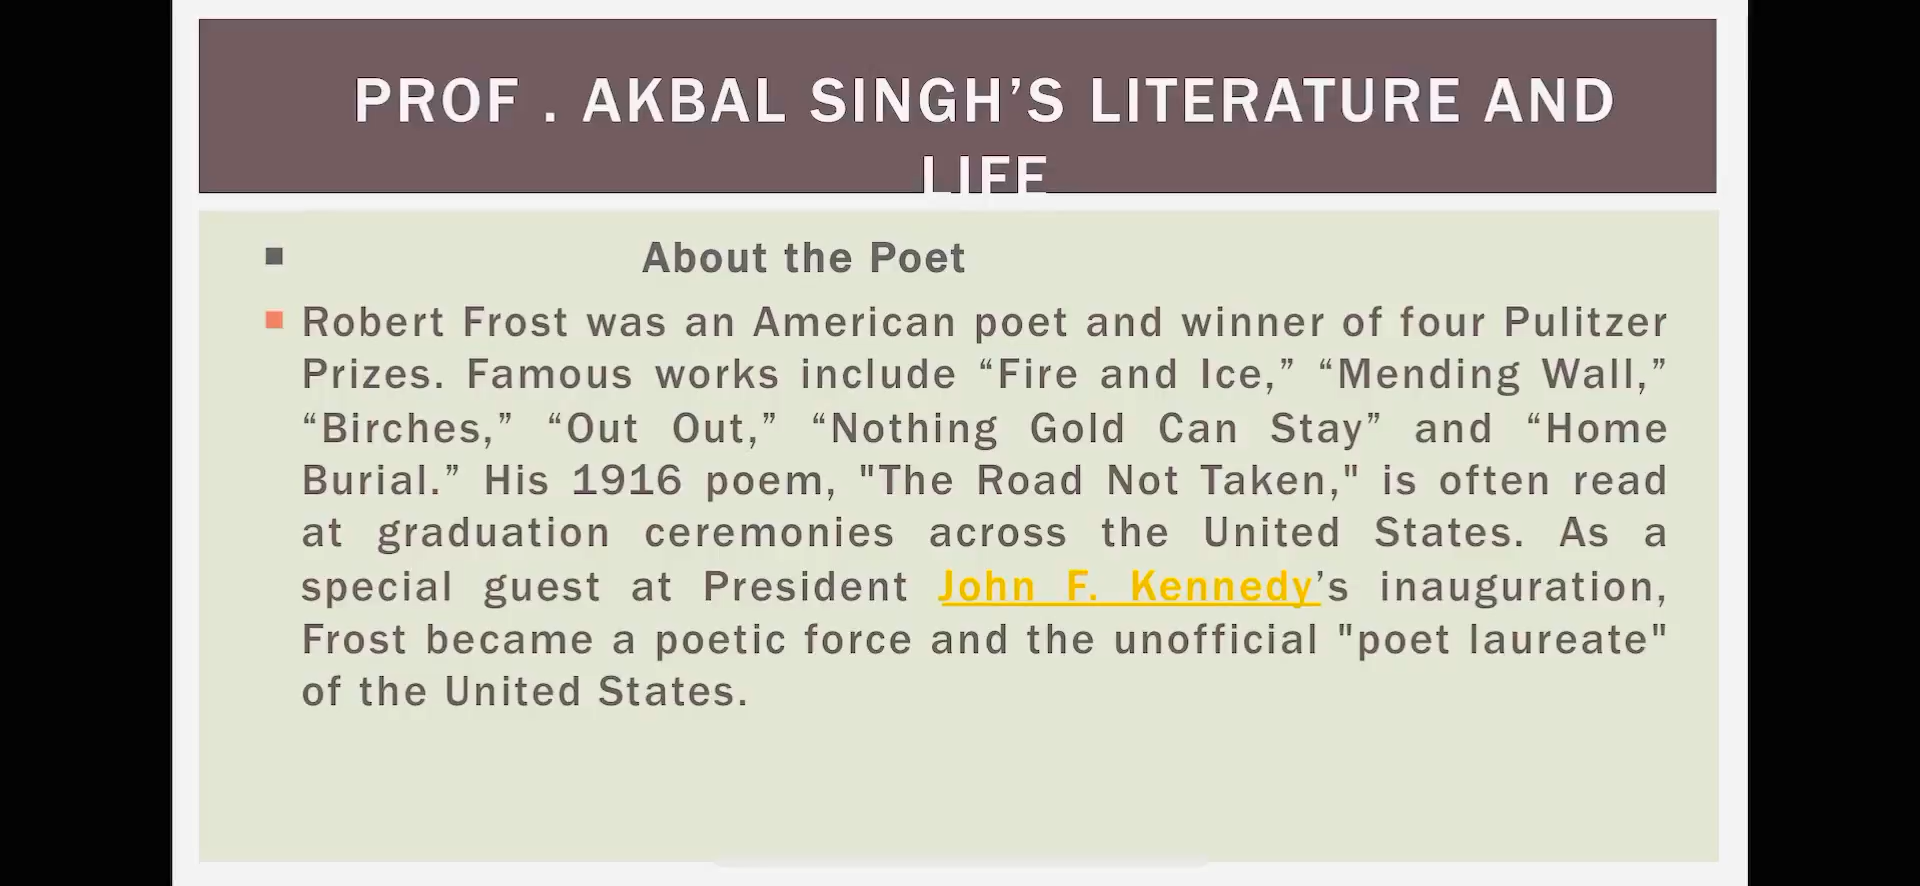 PROF . AKBAL SINGH’S LITERATURE AND
LIFE
About the Poet
Robert Frost was an American poet and winner of four Pulitzer
Prizes. Famous works include “Fire and Ice,” “Mending Wall,”
“Birches,” “Out Out,” “Nothing Gold Can Stay” and “Home
Burial.” His 1916 poem, "The Road Not Taken," is often read
at graduation ceremonies across the United States. As a
special guest at President John F. Kennedy’s inauguration,
Frost became a poetic force and the unofficial "poet laureate"
of the United States.